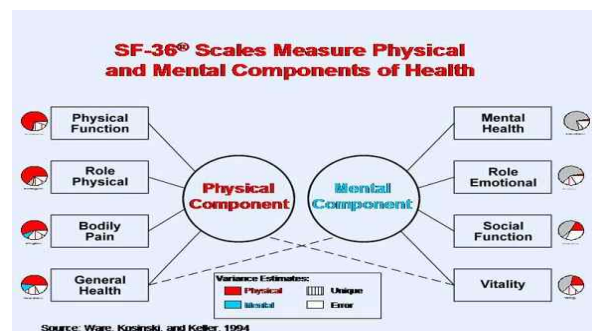 SF-36® Scales Measure Physical
and Mental Components of Health
Physical
Function
Role
Physical
Bodily
Pain
General
Health
Physical
Component
Mental
Component
Mental
Health
Role
Emotional
Social
Function
Vitality
Variance Estimates:
Physical
Unique
Mental
Error
Source: Ware, Kosinski, and Keller, 1994